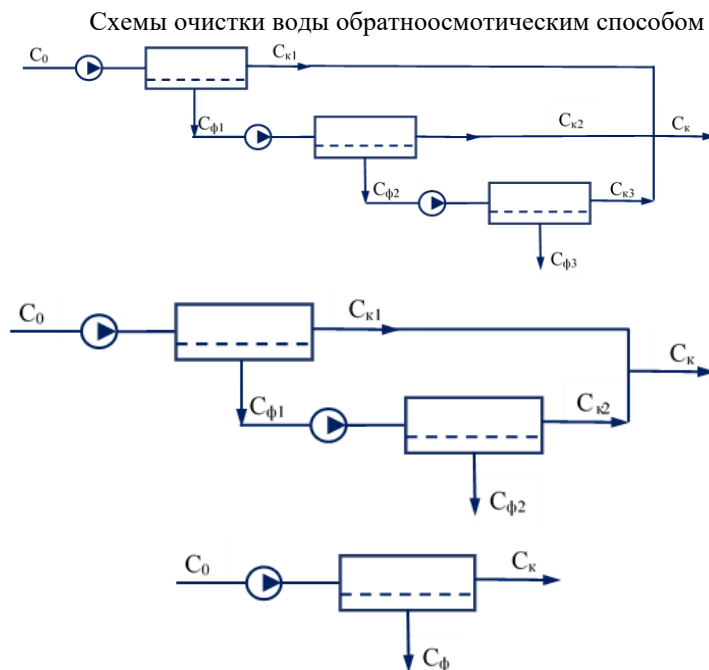 Схемы очистки воды обратноосмотическим способом
C₀
Cк1
Cф1
Cк2
Cк
Cф2
Cк3
Cф3
C₀
Cк1
Cк
Cф1
Cк2
Cф2
C₀
Cк
Cф